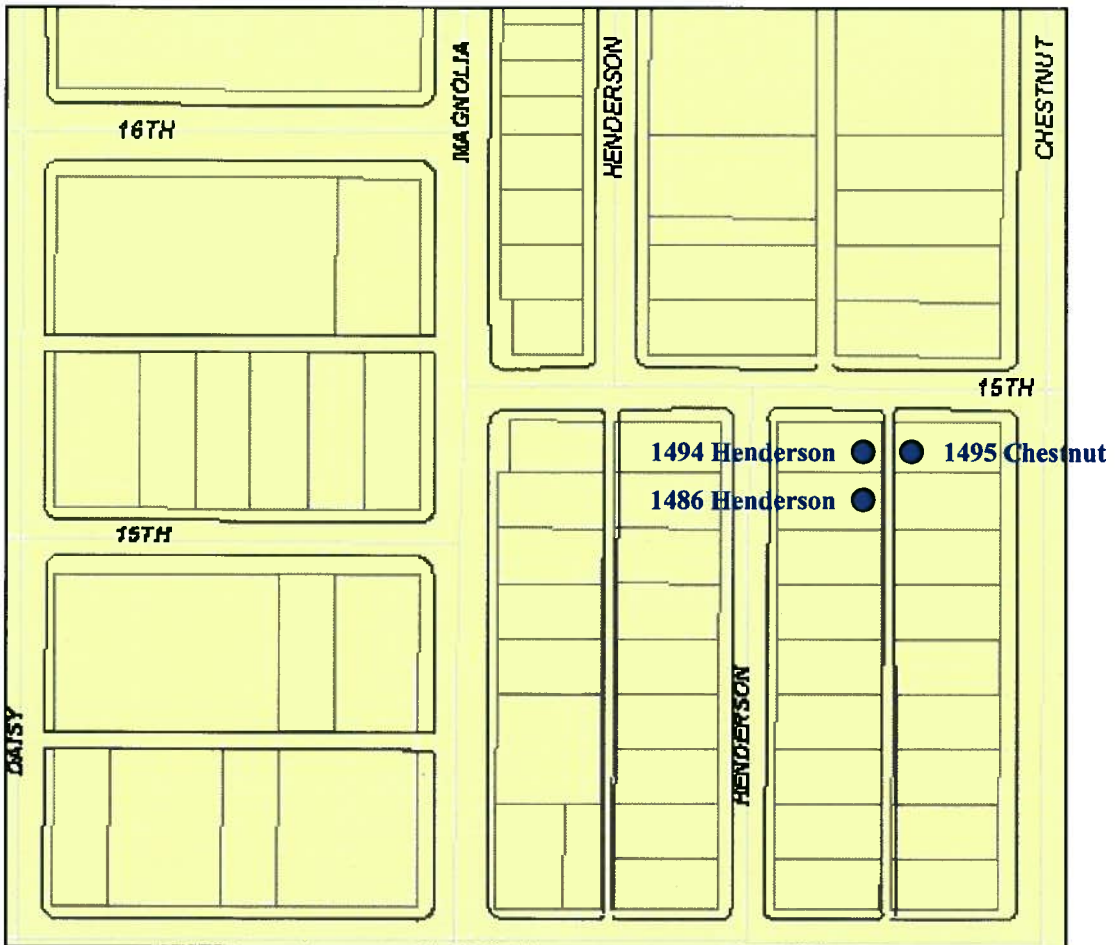 MAGNOLIA
HENDERSON
CHESTNUT
16TH
15TH
1494 Henderson
1495 Chestnut
1486 Henderson
15TH
HENDERSON
DAISY